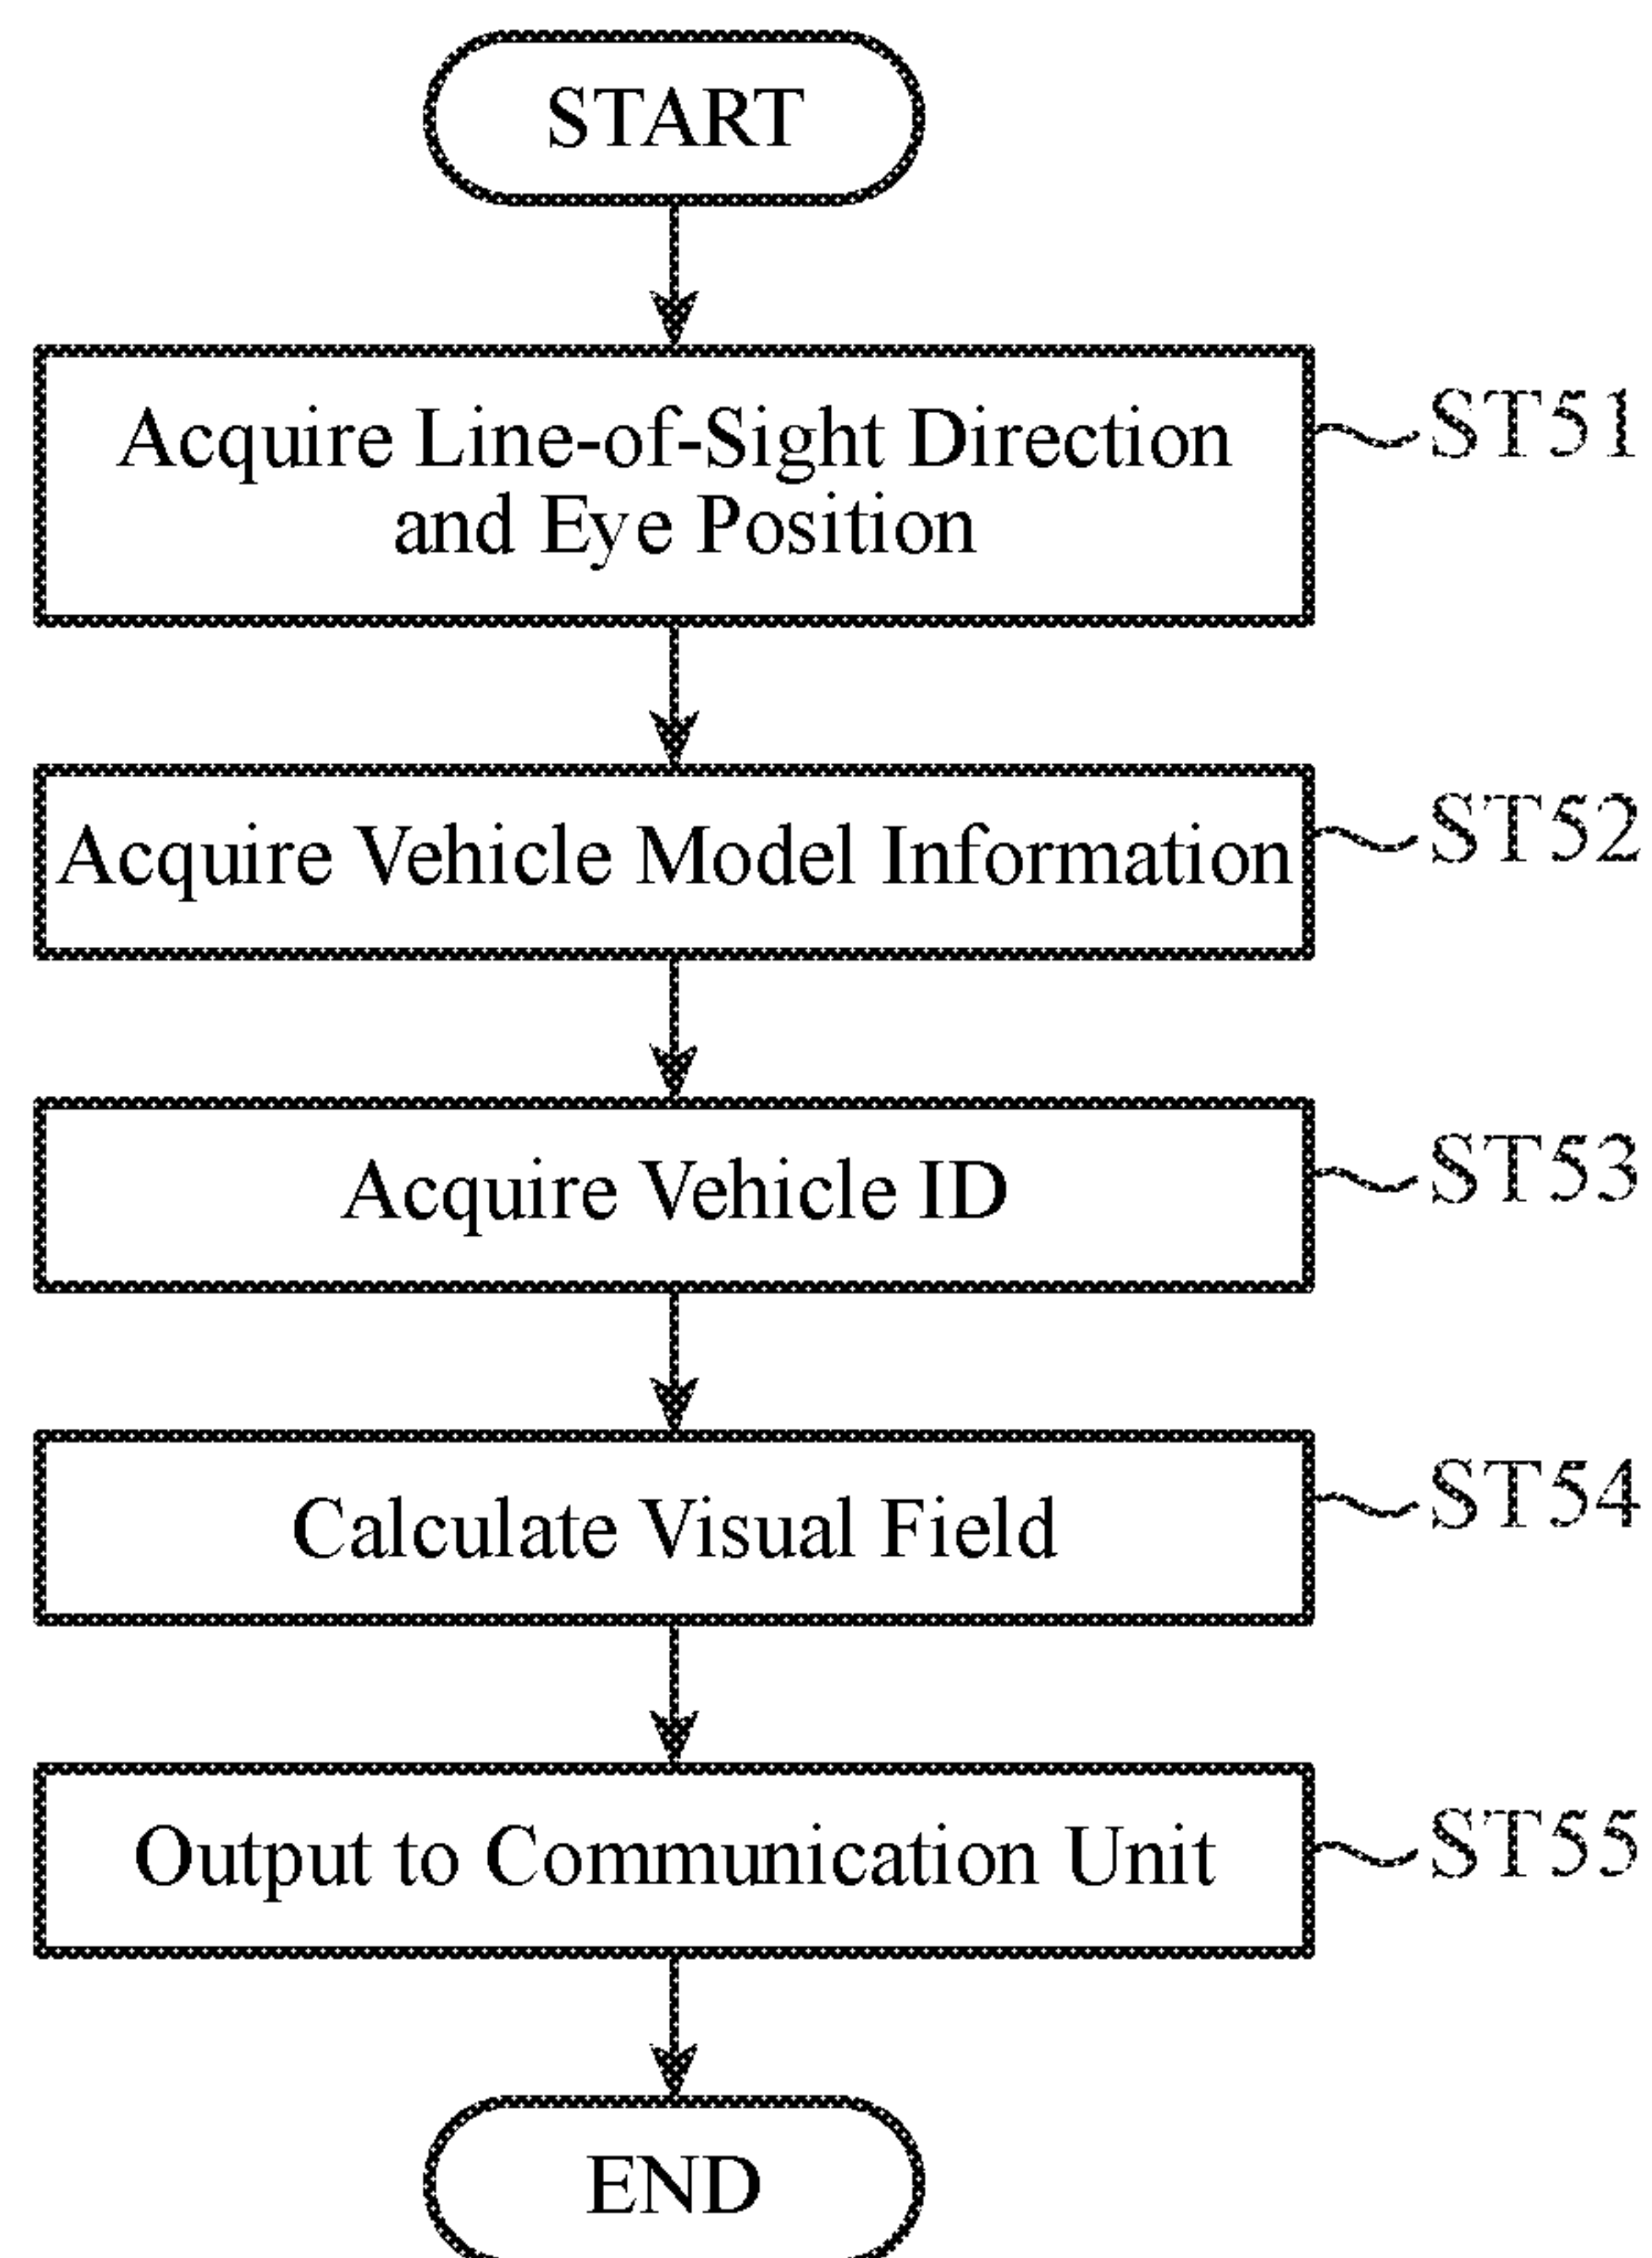 START
Acquire Line-of-Sight Direction
and Eye Position
ST51
Acquire Vehicle Model Information
ST52
Acquire Vehicle ID
ST53
Calculate Visual Field
ST54
Output to Communication Unit
ST55
END